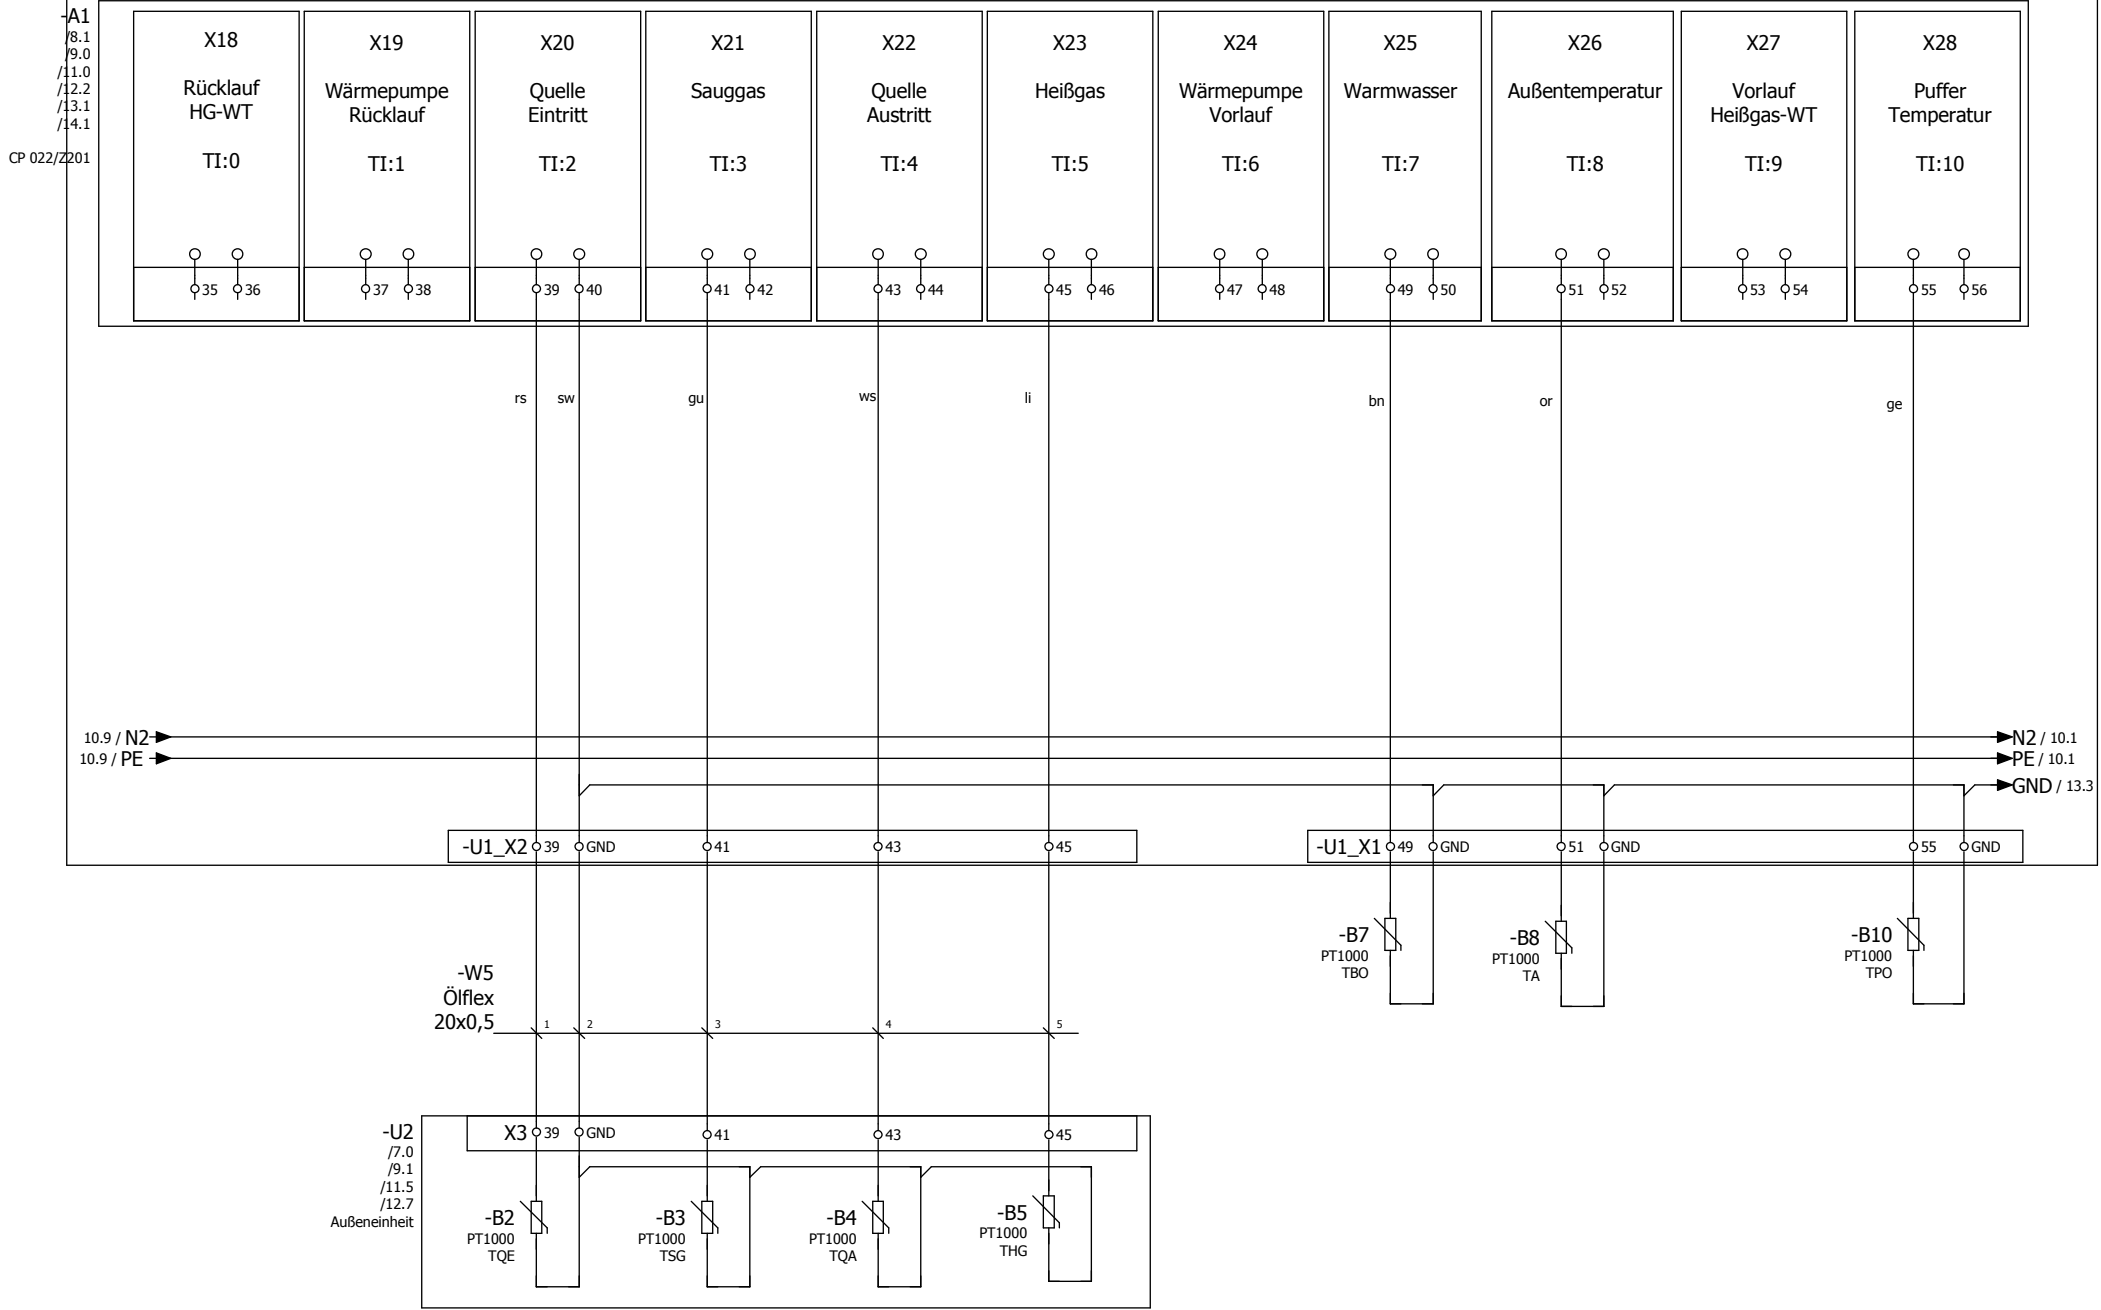 -A1
/8.1
/9.0
/11.0
/12.2
/13.1
/14.1
CP 022/Z201
X18
Rücklauf
HG-WT
TI:0
35 36
X19
Wärmepumpe
Rücklauf
TI:1
37 38
X20
Quelle
Eintritt
TI:2
39 40
X21
Sauggas
TI:3
41 42
X22
Quelle
Austritt
TI:4
43 44
X23
Heißgas
TI:5
45 46
X24
Wärmepumpe
Vorlauf
TI:6
47 48
X25
Warmwasser
TI:7
49 50
X26
Außentemperatur
TI:8
51 52
X27
Vorlauf
Heißgas-WT
TI:9
53 54
X28
Puffer
Temperatur
TI:10
55 56
rs sw gu ws li bn or ge
10.9 / N2 N2 / 10.1
10.9 / PE PE / 10.1
GND / 13.3
-U1_X2 39 GND 41 43 45
-U1_X1 49 GND 51 GND 55 GND
-B7
PT1000
TBO
-B8
PT1000
TA
-B10
PT1000
TPO
-W5
Ölflex
20x0,5
1 2 3 4 5
-U2
/7.0
/9.1
/11.5
/12.7
Außeneinheit
X3 39 GND 41 43 45
-B2
PT1000
TQE
-B3
PT1000
TSG
-B4
PT1000
TQA
-B5
PT1000
THG